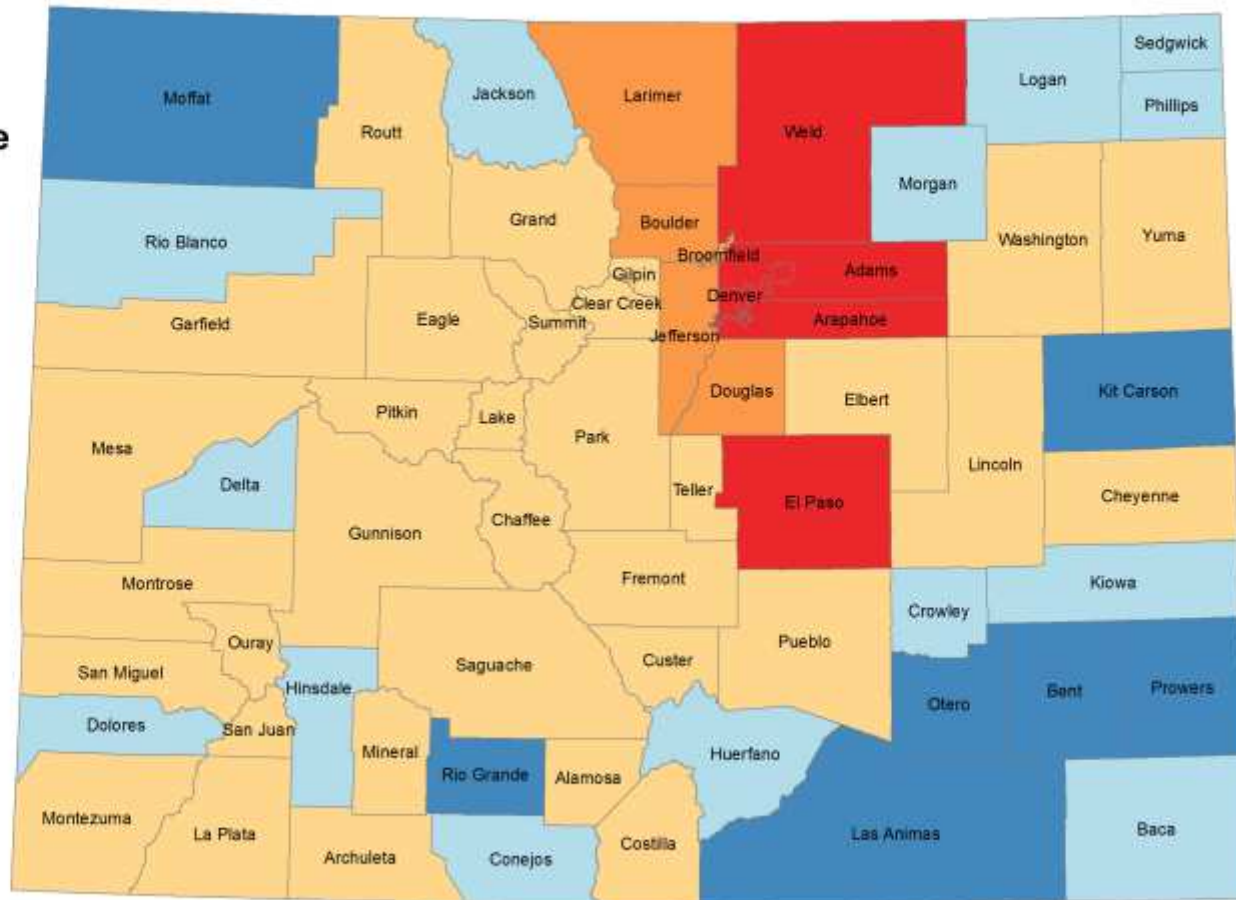 Sedgwick
Moffat
Jackson
Larimer
Logan
Phillips
e
Routt
Weld
Morgan
Grand
Boulder
Rio Blanco
Washington
Yuma
Broomfield
Gilpin
Adams
Denver
Clear Creek
Garfield
Eagle
Summit
Arapahoe
Jefferson
Douglas
Kit Carson
Elbert
Pitkin
Lake
Park
Mesa
Lincoln
Delta
Teller
El Paso
Cheyenne
Chaffee
Gunnison
Fremont
Montrose
Kiowa
Crowley
Ouray
Pueblo
Custer
Saguache
San Miguel
Hinsdale
Bent
Prowers
Otero
Dolores
San Juan
Mineral
Huerfano
Rio Grande
Alamosa
Montezuma
La Plata
Las Animas
Baca
Costilla
Archuleta
Conejos